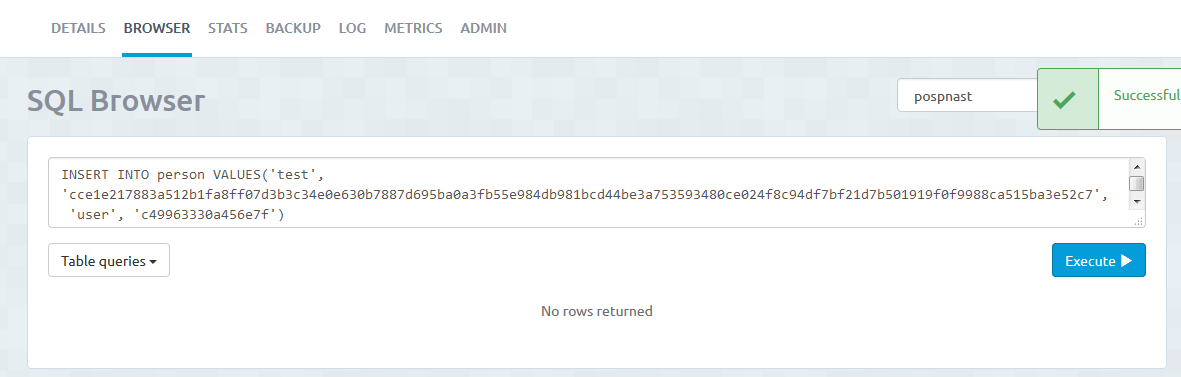 DETAILS BROWSER STATS BACKUP LOG METRICS ADMIN
SQL Browser
pospnast
Successful
INSERT INTO person VALUES('test',
'cce1e217883a512b1fa8ff07d3b3c34e0e630b7887d695ba0a3fb55e984db981bcd44be3a753593480ce024f8c94df7bf21d7b501919f0f9988ca515ba3e52c7',
'user', 'c49963330a456e7f')
Table queries
Execute
No rows returned